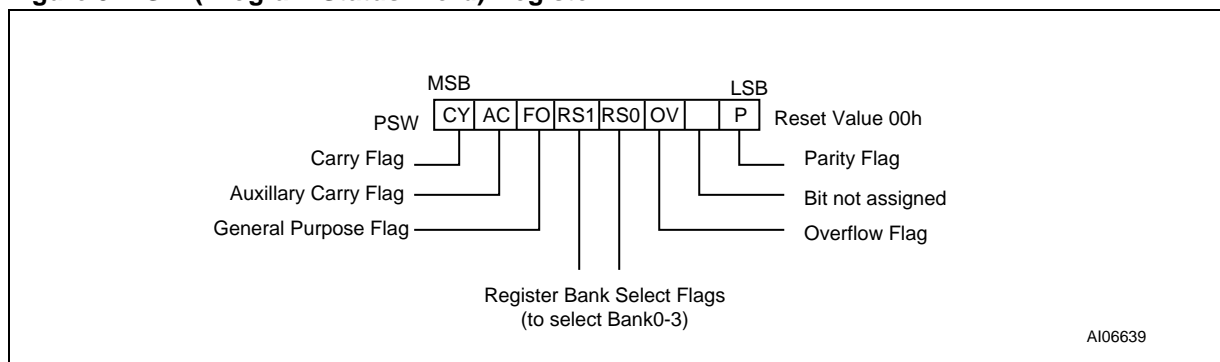 MSB
LSB
PSW CY AC FO RS1 RS0 OV P Reset Value 00h
Carry Flag
Parity Flag
Auxillary Carry Flag
Bit not assigned
General Purpose Flag
Overflow Flag
Register Bank Select Flags
(to select Bank0-3)
AI06639